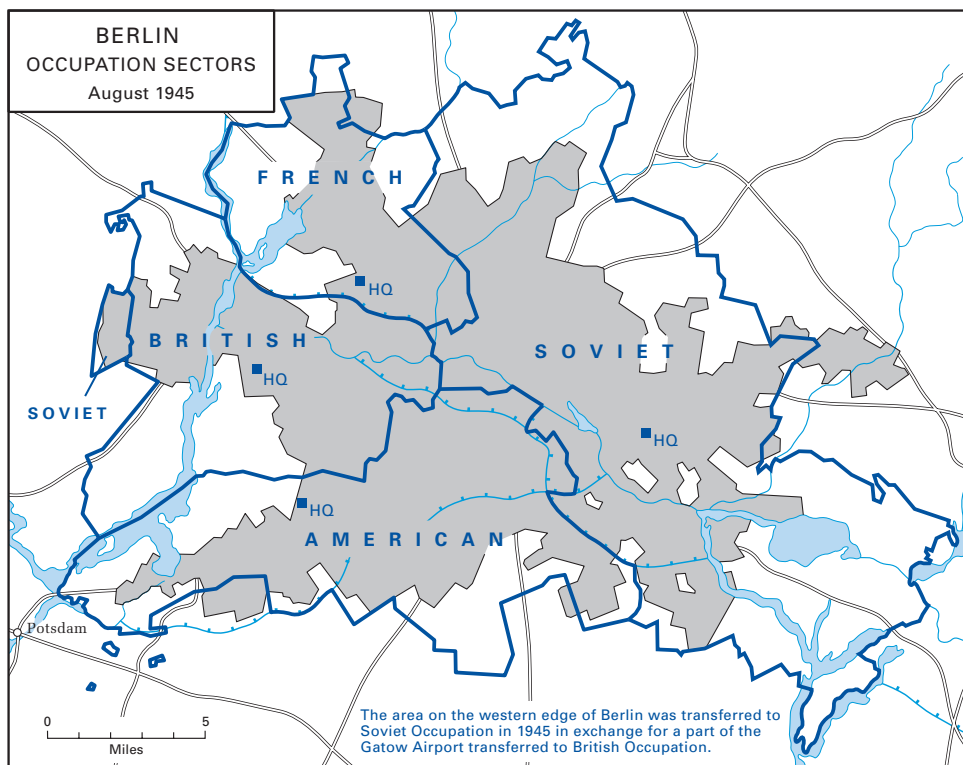 BERLIN
OCCUPATION SECTORS
August 1945
FRENCH
HQ
BRITISH
SOVIET
HQ
SOVIET
HQ
HQ
AMERICAN
Potsdam
0 5
Miles
The area on the western edge of Berlin was transferred to
Soviet Occupation in 1945 in exchange for a part of the
Gatow Airport transferred to British Occupation.